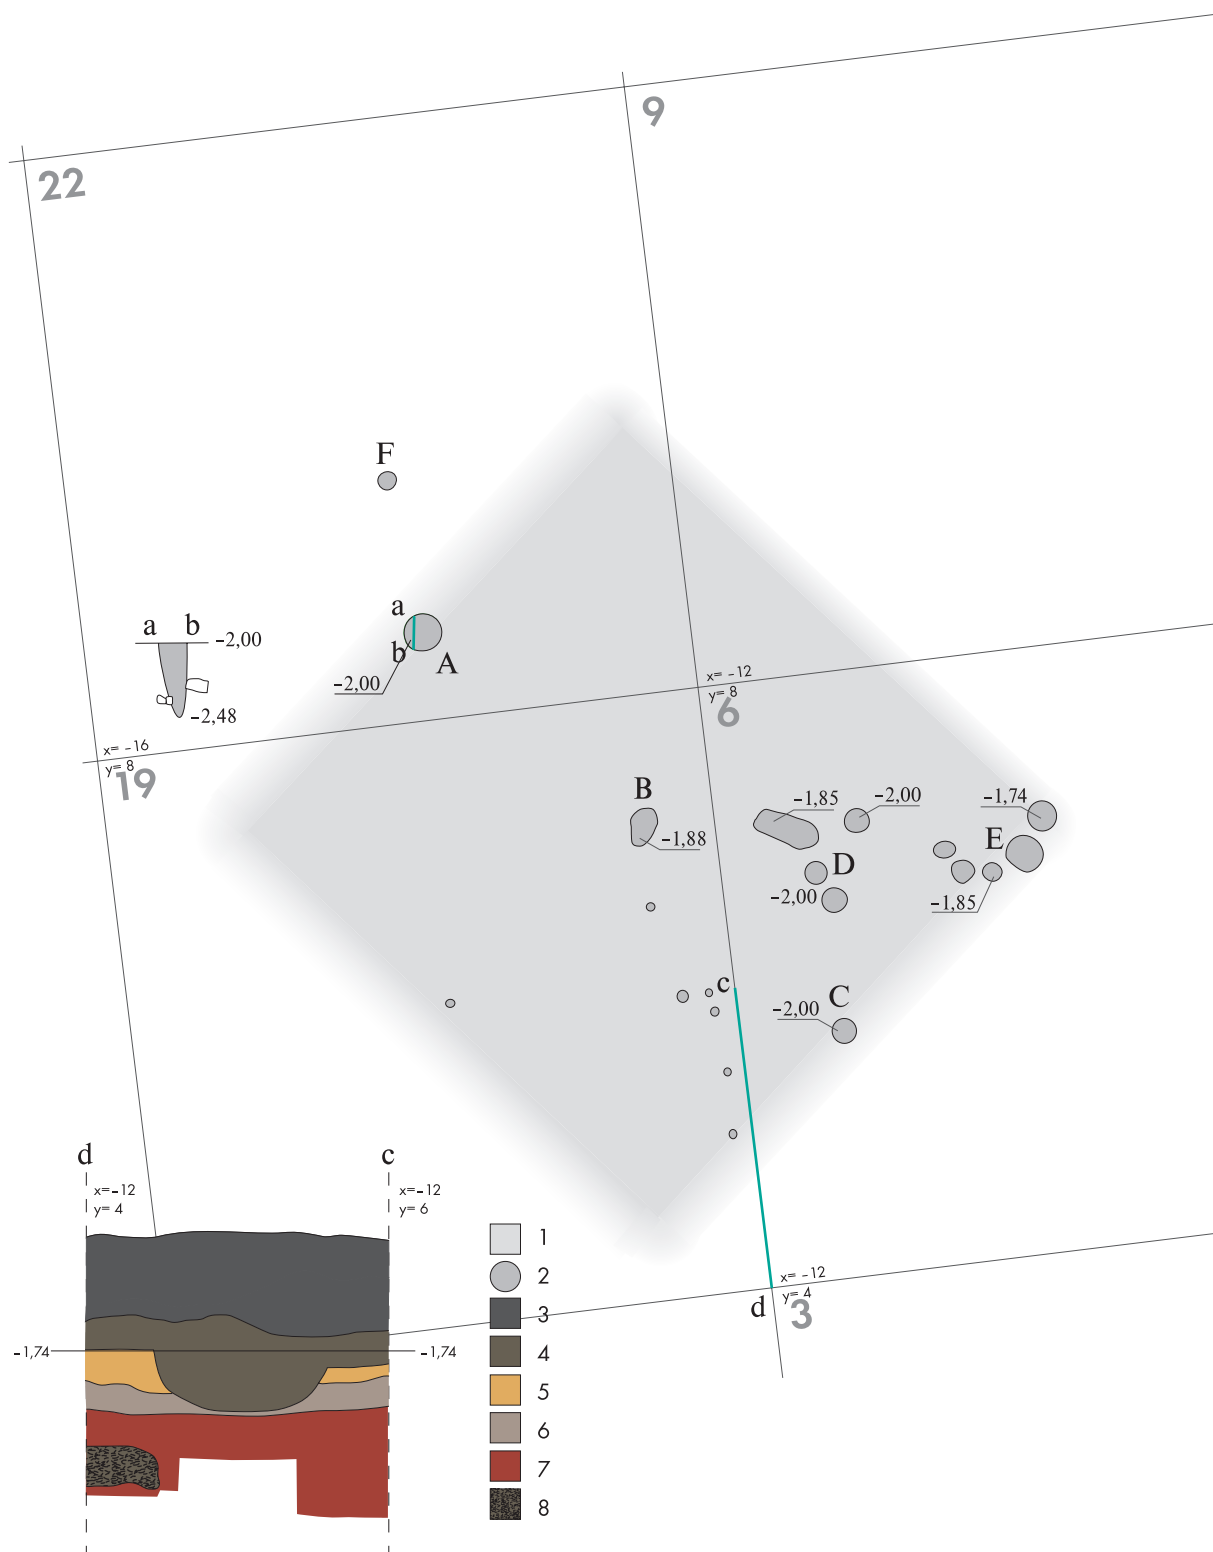 9
22
F
a
a b
-2,00
b
A
-2,00
x= -12
y= 8
6
-2,48
x= -16
y= 8
19
B
-1,85
-2,00
-1,74
-1,88
E
D
-2,00
-1,85
c
C
-2,00
d
c
x=-12
y= 4
x=-12
y= 6
1
2
x= -12
y= 4
d
3
3
-1,74
-1,74
4
5
6
7
8